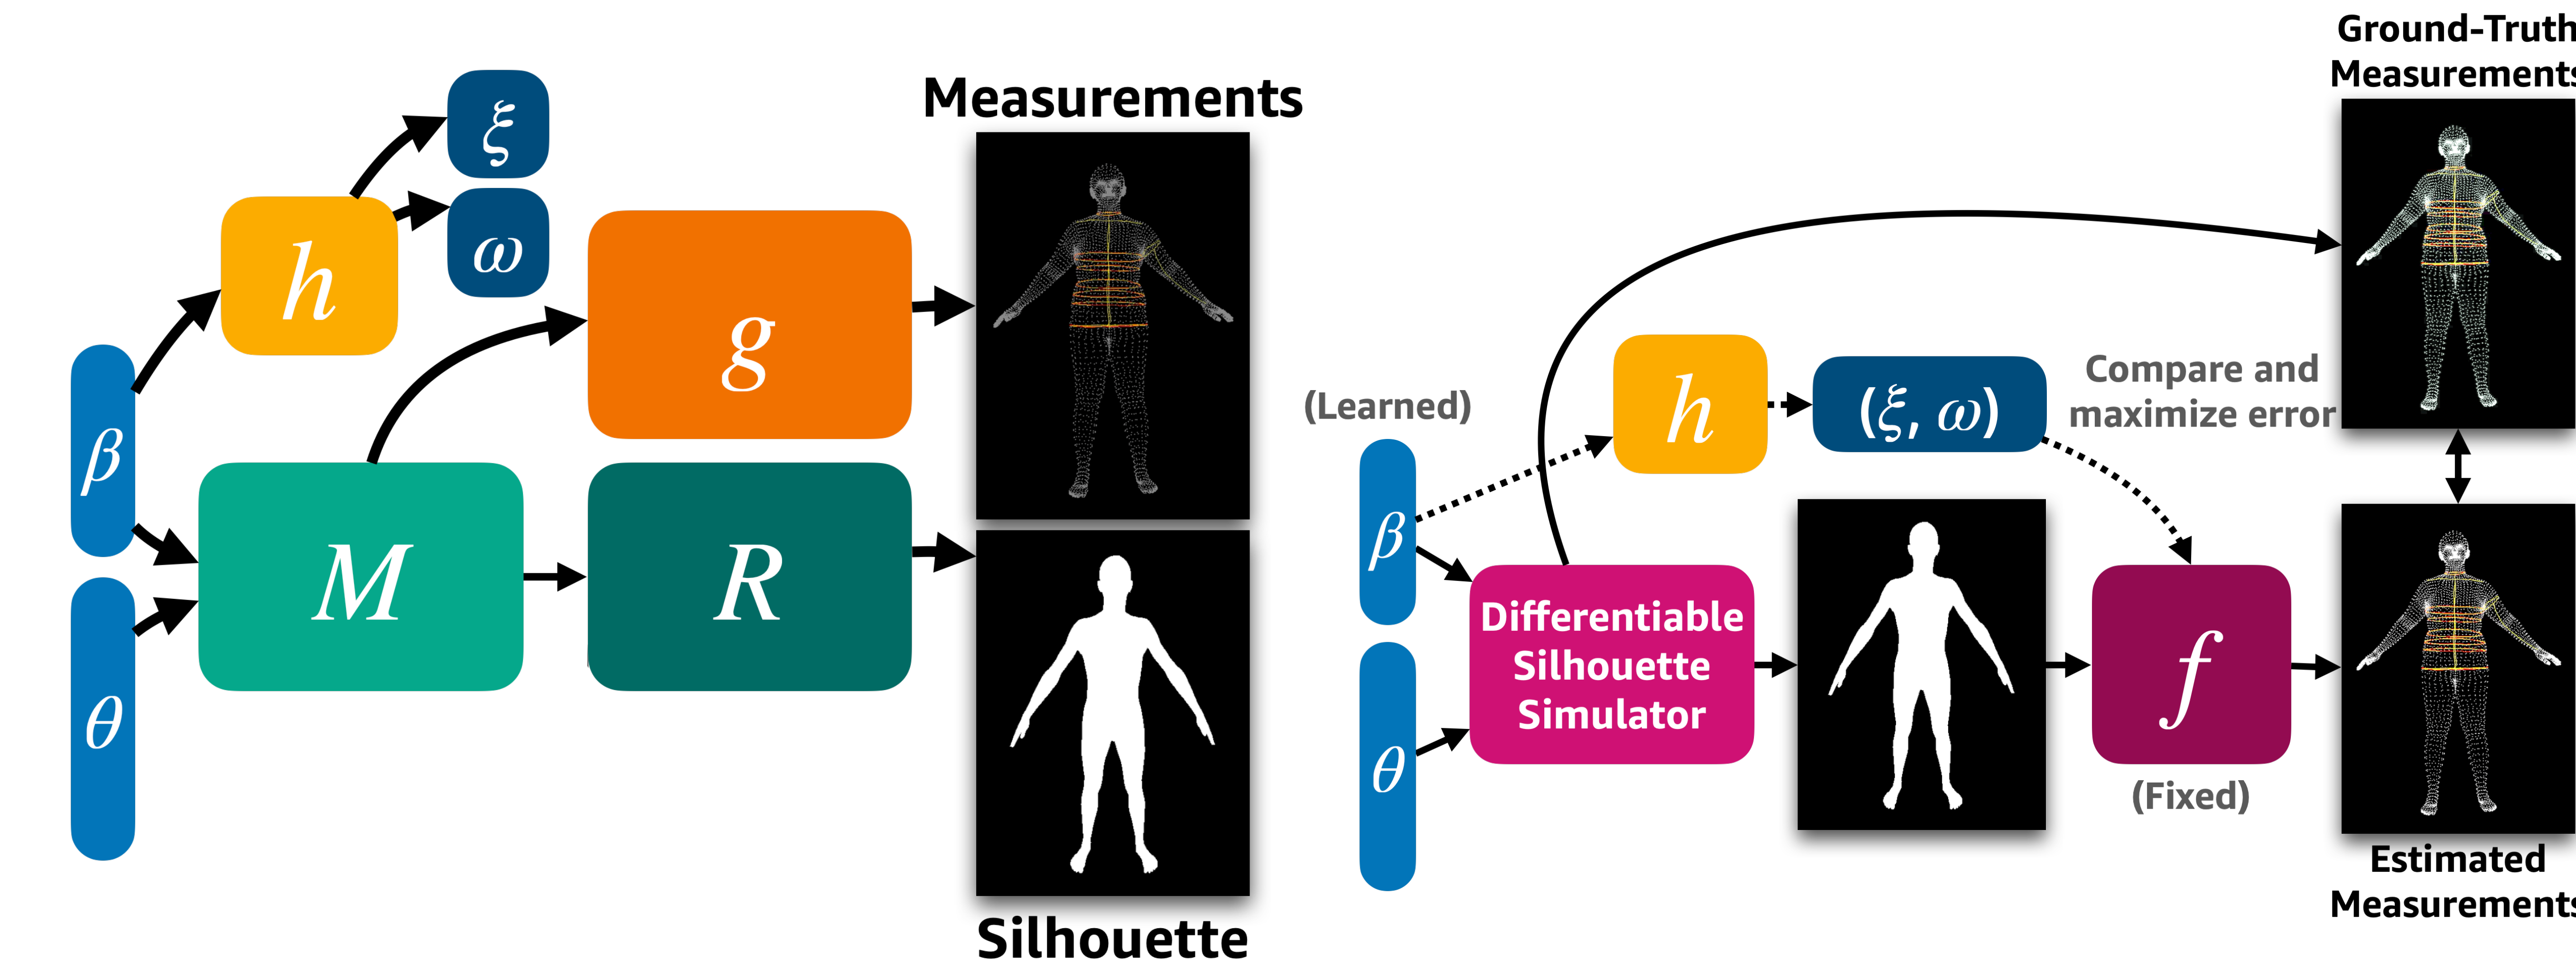 ξ
ω
h
β
θ
M
g
R
Measurements
Silhouette
(Learned)
β
θ
h
(ξ, ω)
Differentiable
Silhouette
Simulator
f
(Fixed)
Compare and
maximize error
Ground-Truth
Measurements
Estimated
Measurements